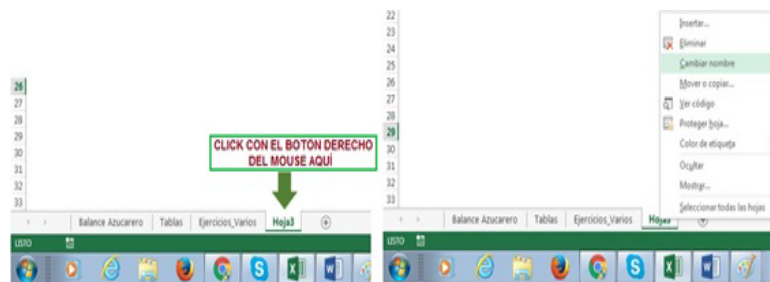 26
27
28
29
30
31
32
33
CLICK CON EL BOTÓN DERECHO
DEL MOUSE AQUÍ
Balance Azucarero
Tablas
Ejercicios_Varios
Hoja3
LISTO
22
23
24
25
26
27
28
29
30
31
32
33
Insertar...
Eliminar
Cambiar nombre
Mover o copiar...
Ver código
Proteger hoja...
Color de etiqueta
Ocultar
Mostrar...
Seleccionar todas las hojas
Balance Azucarero
Tablas
Ejercicios_Varios
Hoja3
LISTO